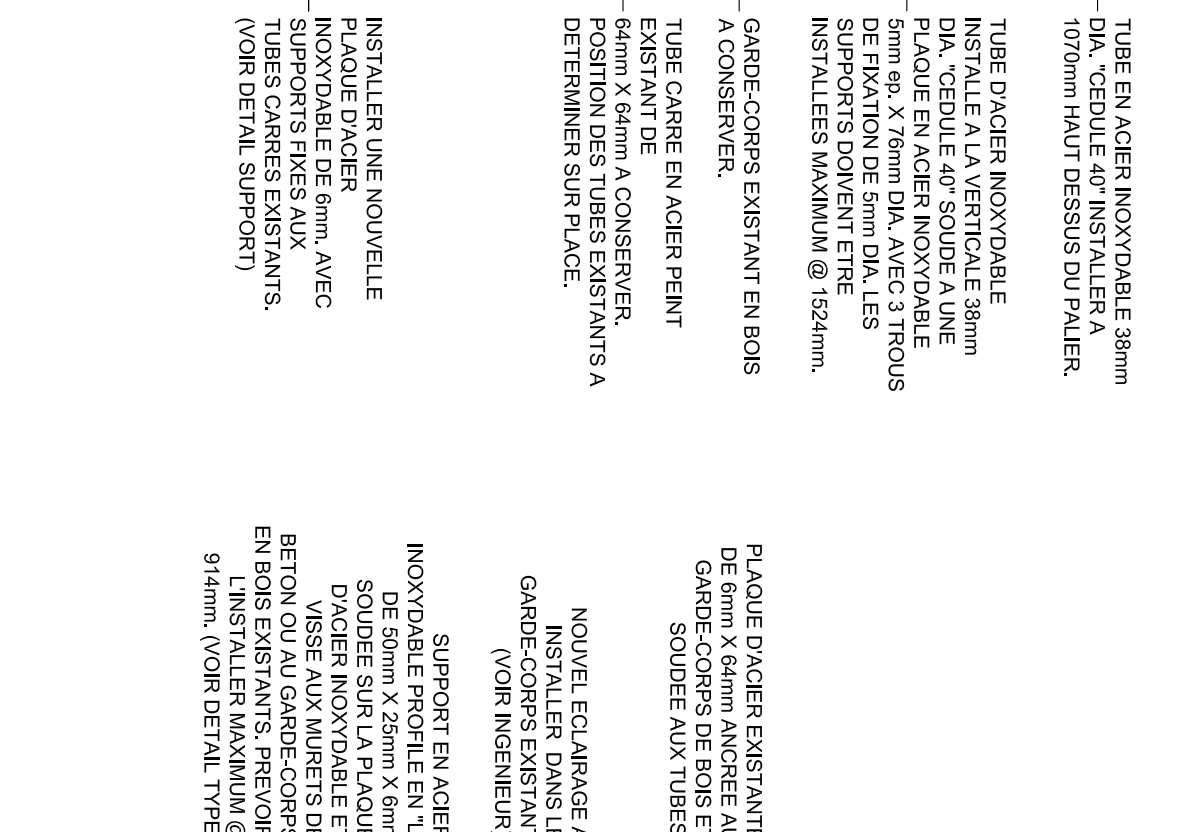 TUBE EN ACIER INOXYDABLE 38mm
DIA. "CEDULE 40" INSTALLER A
1070mm HAUT DESSUS DU PALIER.
TUBE D'ACIER INOXYDABLE
INSTALLE A LA VERTICALE 38mm
DIA. "CEDULE 40" SOUDE A UNE
PLAQUE EN ACIER INOXYDABLE
5mm ep. X 76mm DIA. AVEC 3 TROUS
DE FIXATION DE 5mm DIA. LES
SUPPORTS DOIVENT ETRE
INSTALLEES MAXIMUM @ 1524mm.
GARDE-CORPS EXISTANT EN BOIS
A CONSERVER.
TUBE CARRE EN ACIER PEINT
EXISTANT DE
64mm X 64mm A CONSERVER.
POSITION DES TUBES EXISTANTS A
DETERMINER SUR PLACE.
INSTALLER UNE NOUVELLE
PLAQUE D'ACIER
INOXYDABLE DE 6mm. AVEC
SUPPORTS FIXES AUX
TUBES CARRES EXISTANTS.
(VOIR DETAIL SUPPORT)
PLAQUE D'ACIER EXISTANTE
DE 6mm X 64mm ANCREE AU
GARDE-CORPS DE BOIS ET
SOUDEE AUX TUBES
NOUVEL ECLAIRAGE A
INSTALLER DANS LE
GARDE-CORPS EXISTANT
(VOIR INGENIEUR)
SUPPORT EN ACIER
INOXYDABLE PROFILE EN "L
DE 50mm X 25mm X 6mm
SOUDEE SUR LA PLAQUE
D'ACIER INOXYDABLE ET
VISSE AUX MURETS DE
BETON OU AU GARDE-CORPS
EN BOIS EXISTANTS. PREVOIR
L'INSTALLER MAXIMUM @
914mm. (VOIR DETAIL TYPE